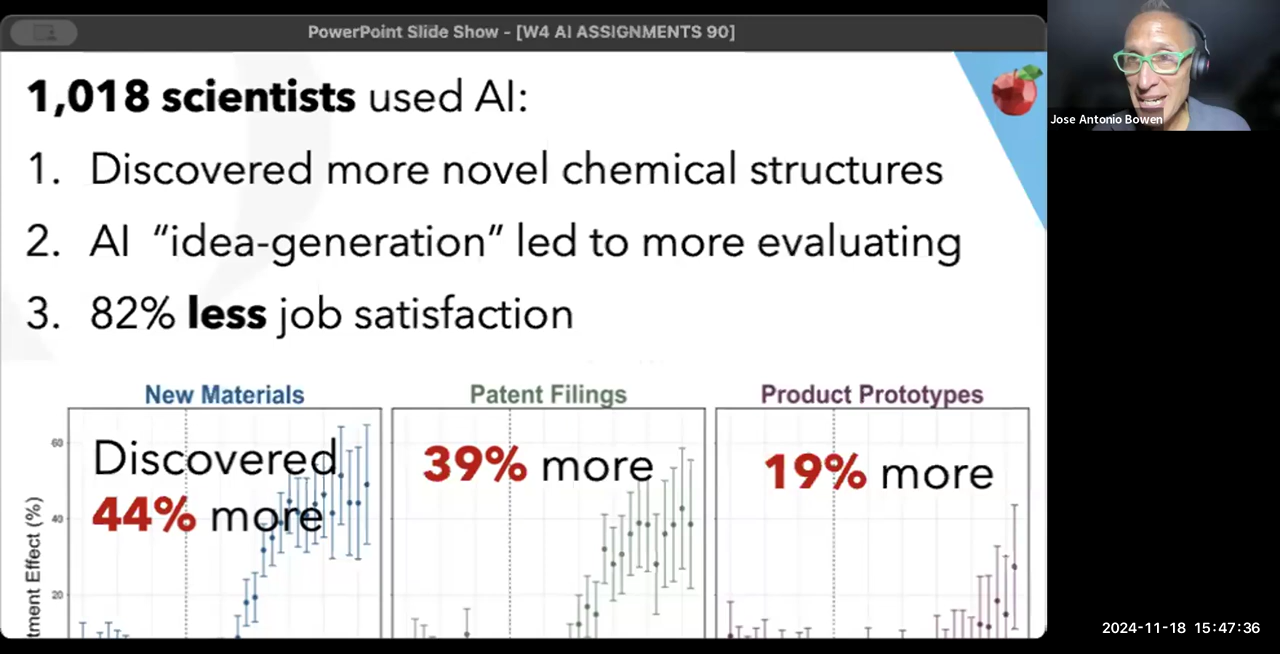 PowerPoint Slide Show - [W4 AI ASSIGNMENTS 90]
1,018 scientists used AI:
1. Discovered more novel chemical structures
2. AI “idea-generation” led to more evaluating
3. 82% less job satisfaction
New Materials
Patent Filings
Product Prototypes
Discovered
44% more
39% more
19% more
60
40
20
tment Effect (%)
Jose Antonio Bowen
2024-11-18 15:47:36